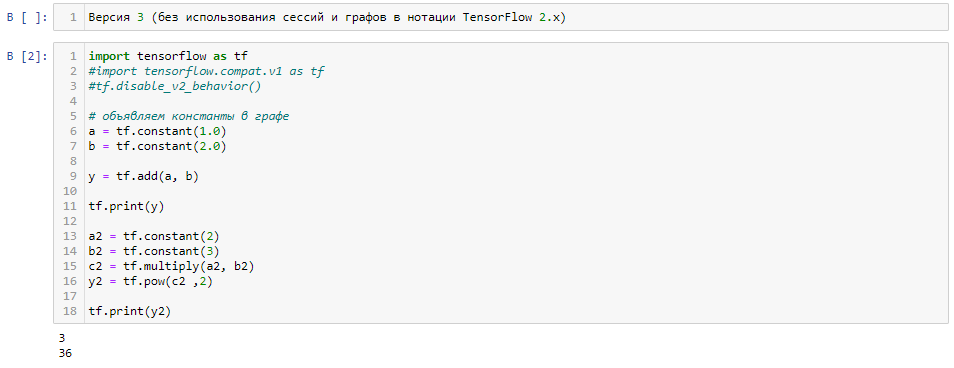 В [ ]: 1 Версия 3 (без использования сессий и графов в нотации TensorFlow 2.x)
В [2]: 1 import tensorflow as tf
2 #import tensorflow.compat.v1 as tf
3 #tf.disable_v2_behavior()
4
5 # объявляем константы в графе
6 a = tf.constant(1.0)
7 b = tf.constant(2.0)
8
9 y = tf.add(a, b)
10
11 tf.print(y)
12
13 a2 = tf.constant(2)
14 b2 = tf.constant(3)
15 c2 = tf.multiply(a2, b2)
16 y2 = tf.pow(c2 ,2)
17
18 tf.print(y2)
3
36